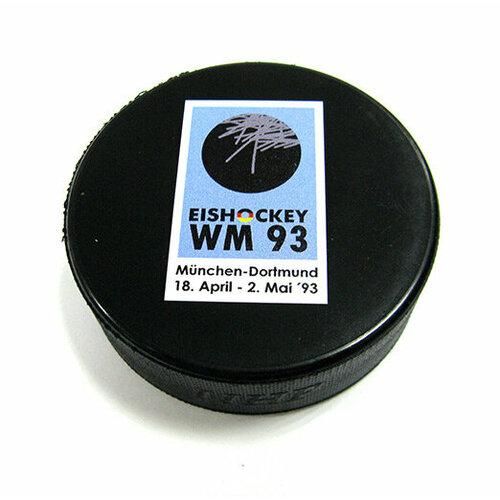 EISHOCKEY
WM 93
München-Dortmund
18. April - 2. Mai ´93